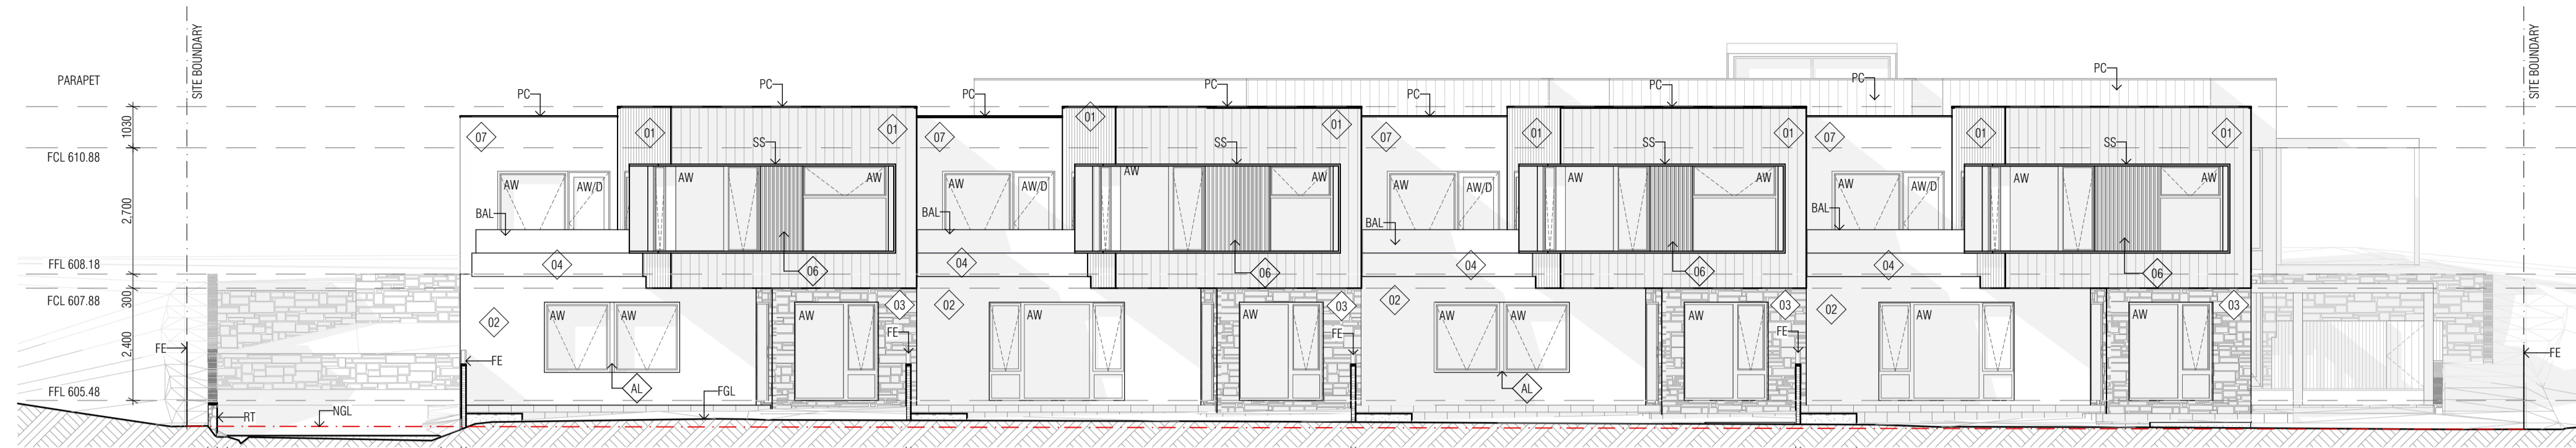 SITE BOUNDARY
SITE BOUNDARY
PARAPET
1030
FCL 610.88
2,700
FFL 608.18
300
FCL 607.88
2,400
FFL 605.48
PC
PC
PC
PC
PC
PC
PC
PC
07
01
01
07
01
01
07
01
01
07
01
01
SS
SS
SS
SS
AW
AW/D
AW
AW
AW
AW/D
AW
AW
AW
AW/D
AW
AW
AW
AW/D
AW
AW
BAL
BAL
BAL
BAL
04
06
04
06
04
06
04
06
02
AW
AW
AW
03
02
AW
AW
03
02
AW
AW
AW
03
02
AW
AW
03
FE
FE
FE
FE
FE
FE
AL
AL
RT
NGL
FGL